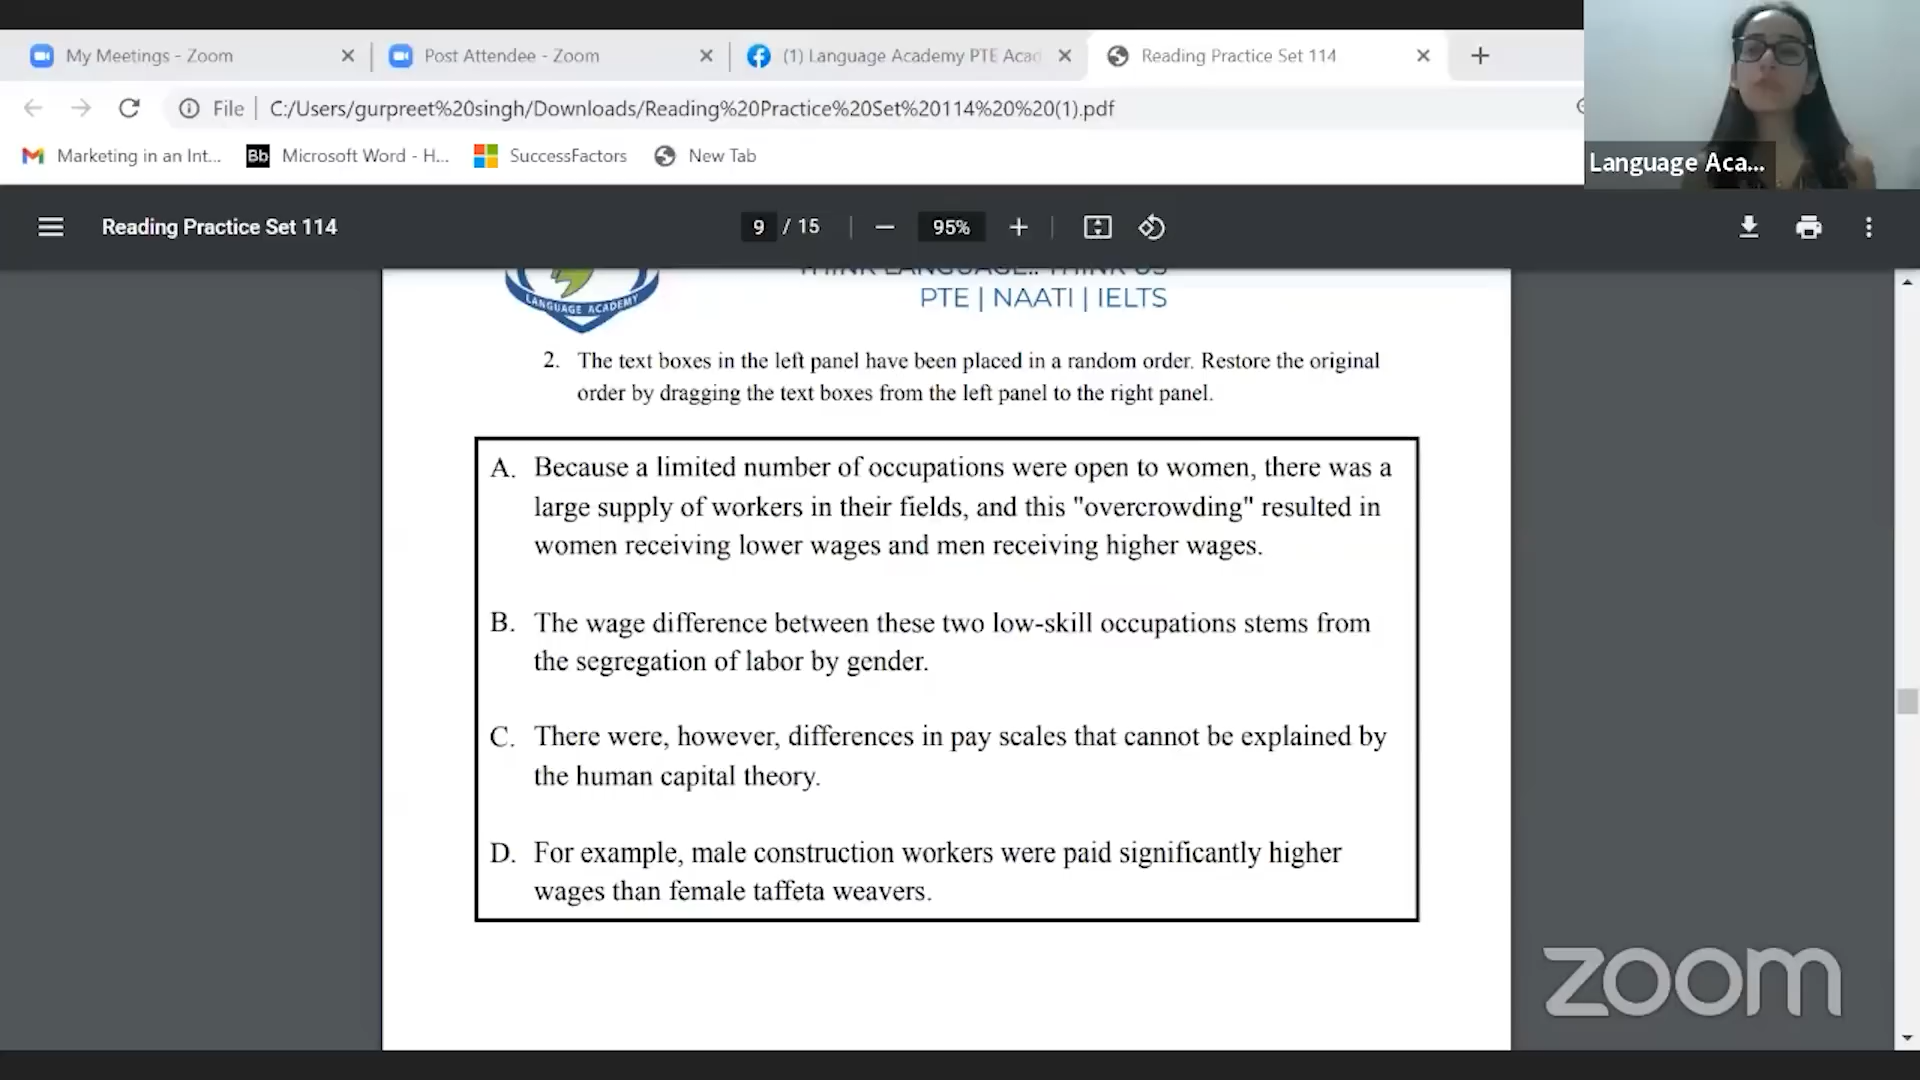 My Meetings - Zoom
Post Attendee - Zoom
(1) Language Academy PTE Acad
Reading Practice Set 114
File
C:/Users/gurpreet%20singh/Downloads/Reading%20Practice%20Set%20114%20%20(1).pdf
Marketing in an Int...
Bb
Microsoft Word - H...
SuccessFactors
New Tab
Language Aca...
Reading Practice Set 114
9 / 15
95%
LANGUAGE ACADEMY
THINK LANGUAGE.. THINK US
PTE | NAATI | IELTS
2. The text boxes in the left panel have been placed in a random order. Restore the original
order by dragging the text boxes from the left panel to the right panel.
A. Because a limited number of occupations were open to women, there was a
large supply of workers in their fields, and this "overcrowding" resulted in
women receiving lower wages and men receiving higher wages.
B. The wage difference between these two low-skill occupations stems from
the segregation of labor by gender.
C. There were, however, differences in pay scales that cannot be explained by
the human capital theory.
D. For example, male construction workers were paid significantly higher
wages than female taffeta weavers.
zoom